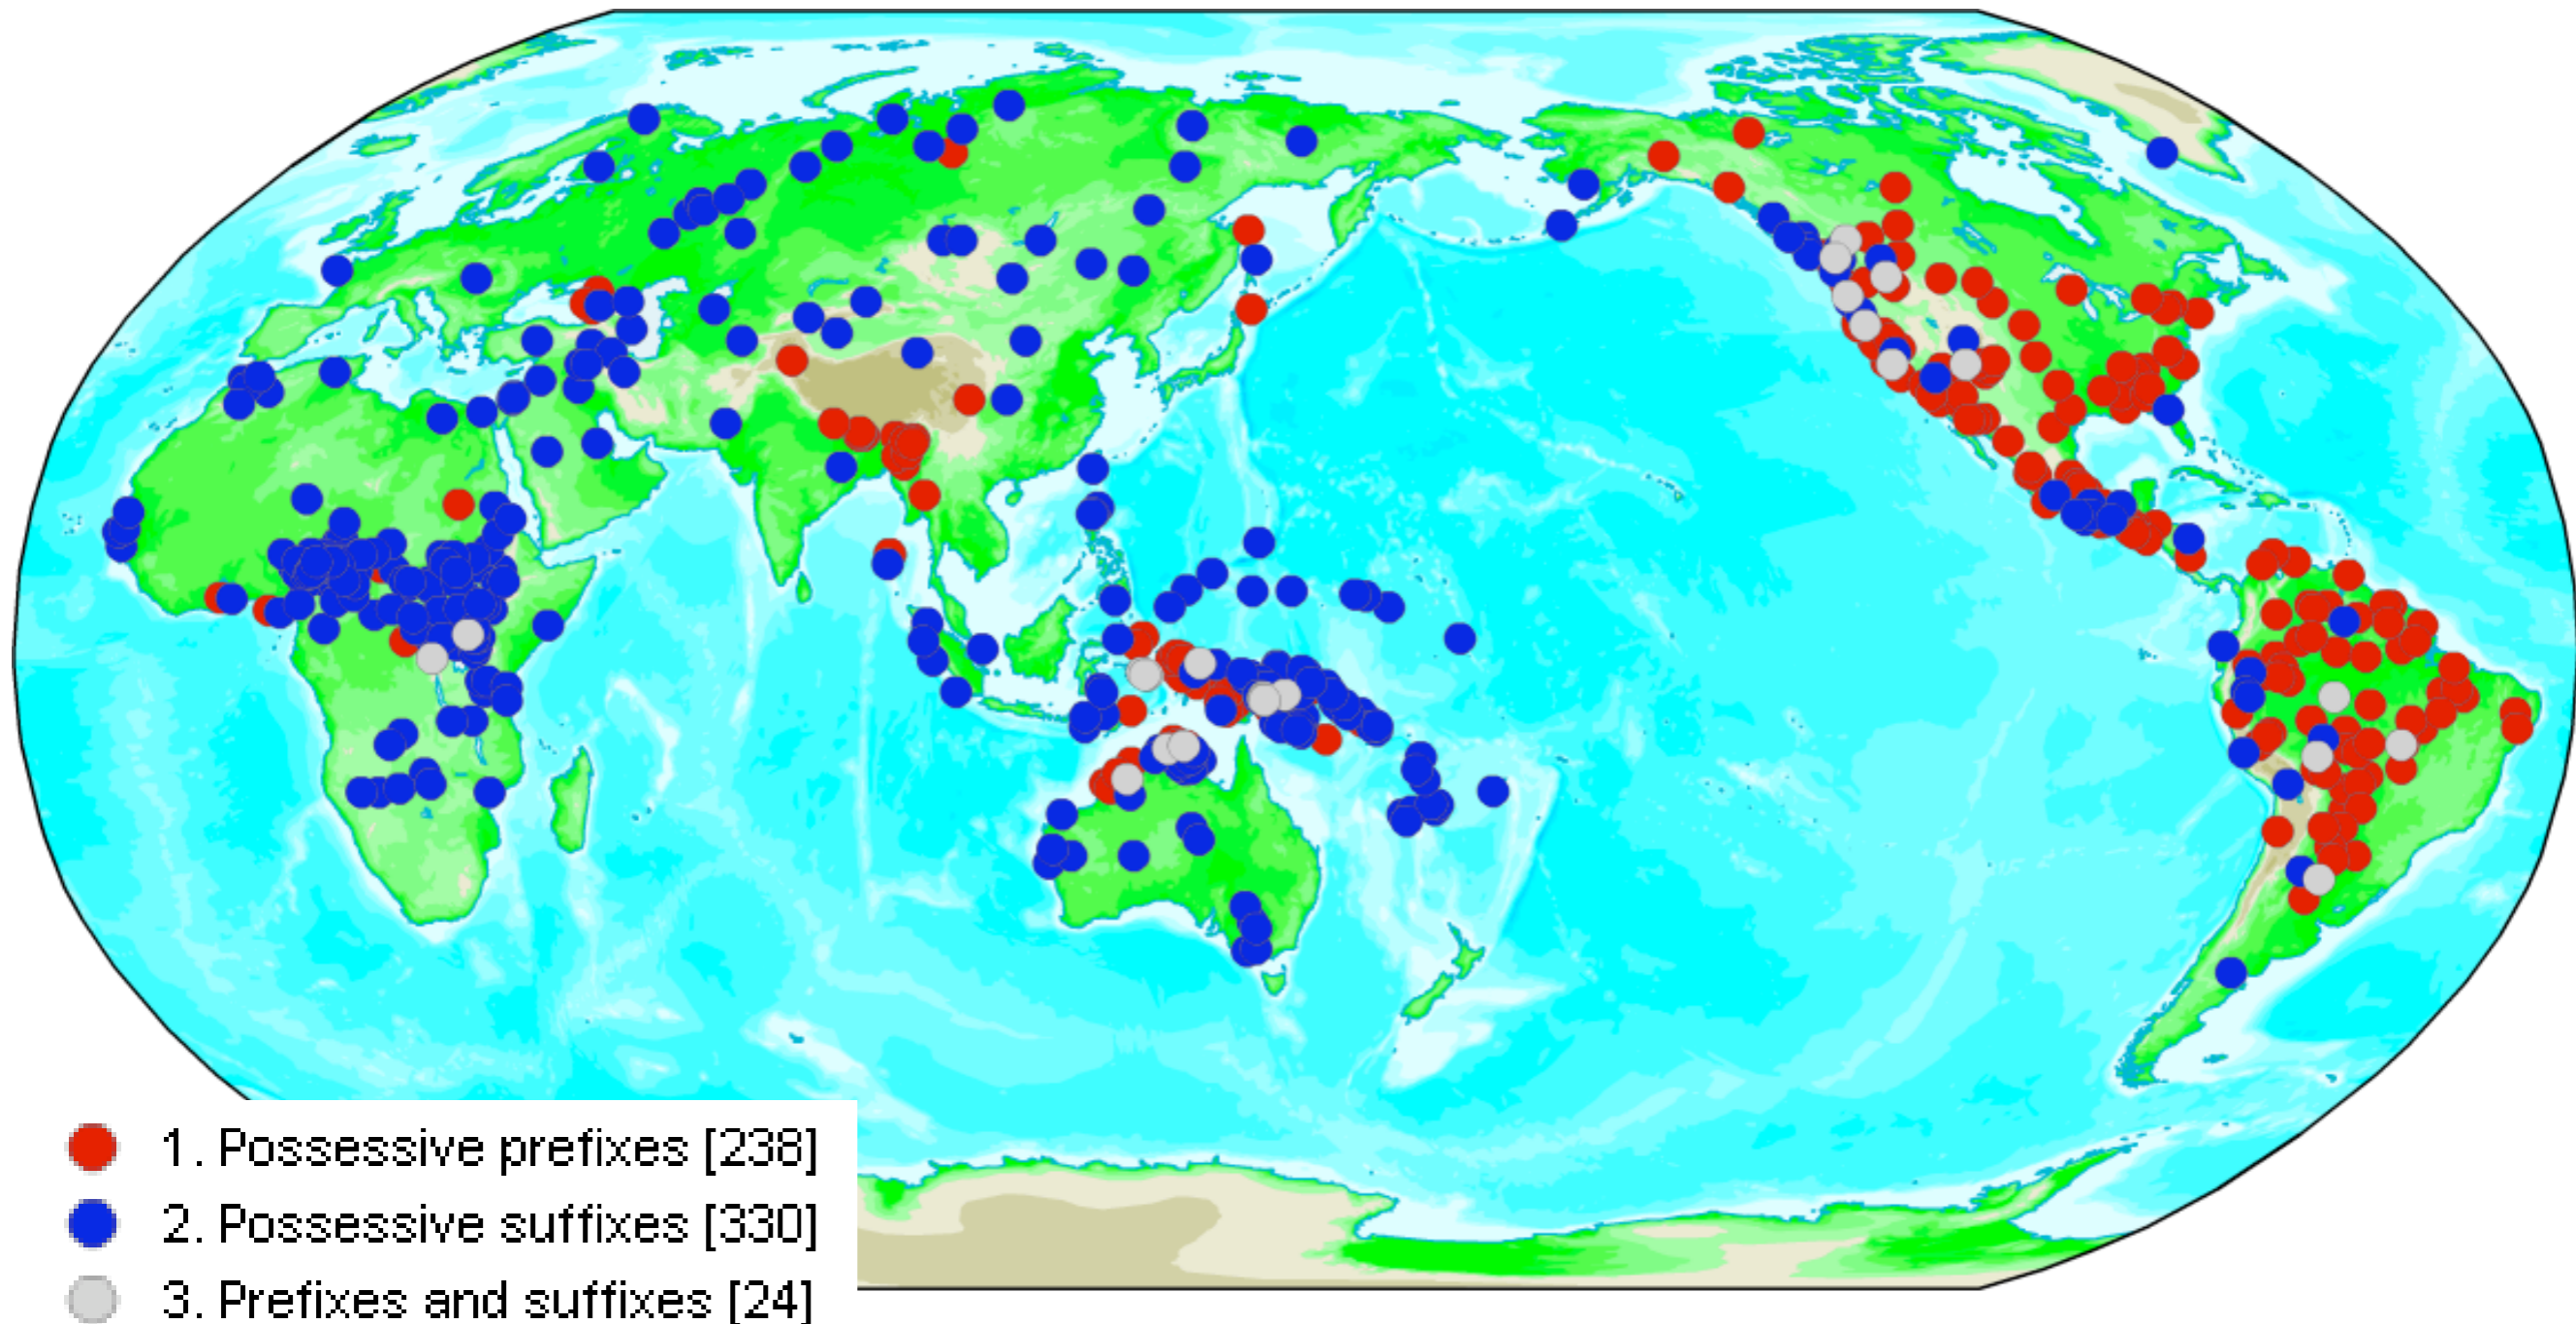 1. Possessive prefixes [238]
2. Possessive suffixes [330]
3. Prefixes and suffixes [24]